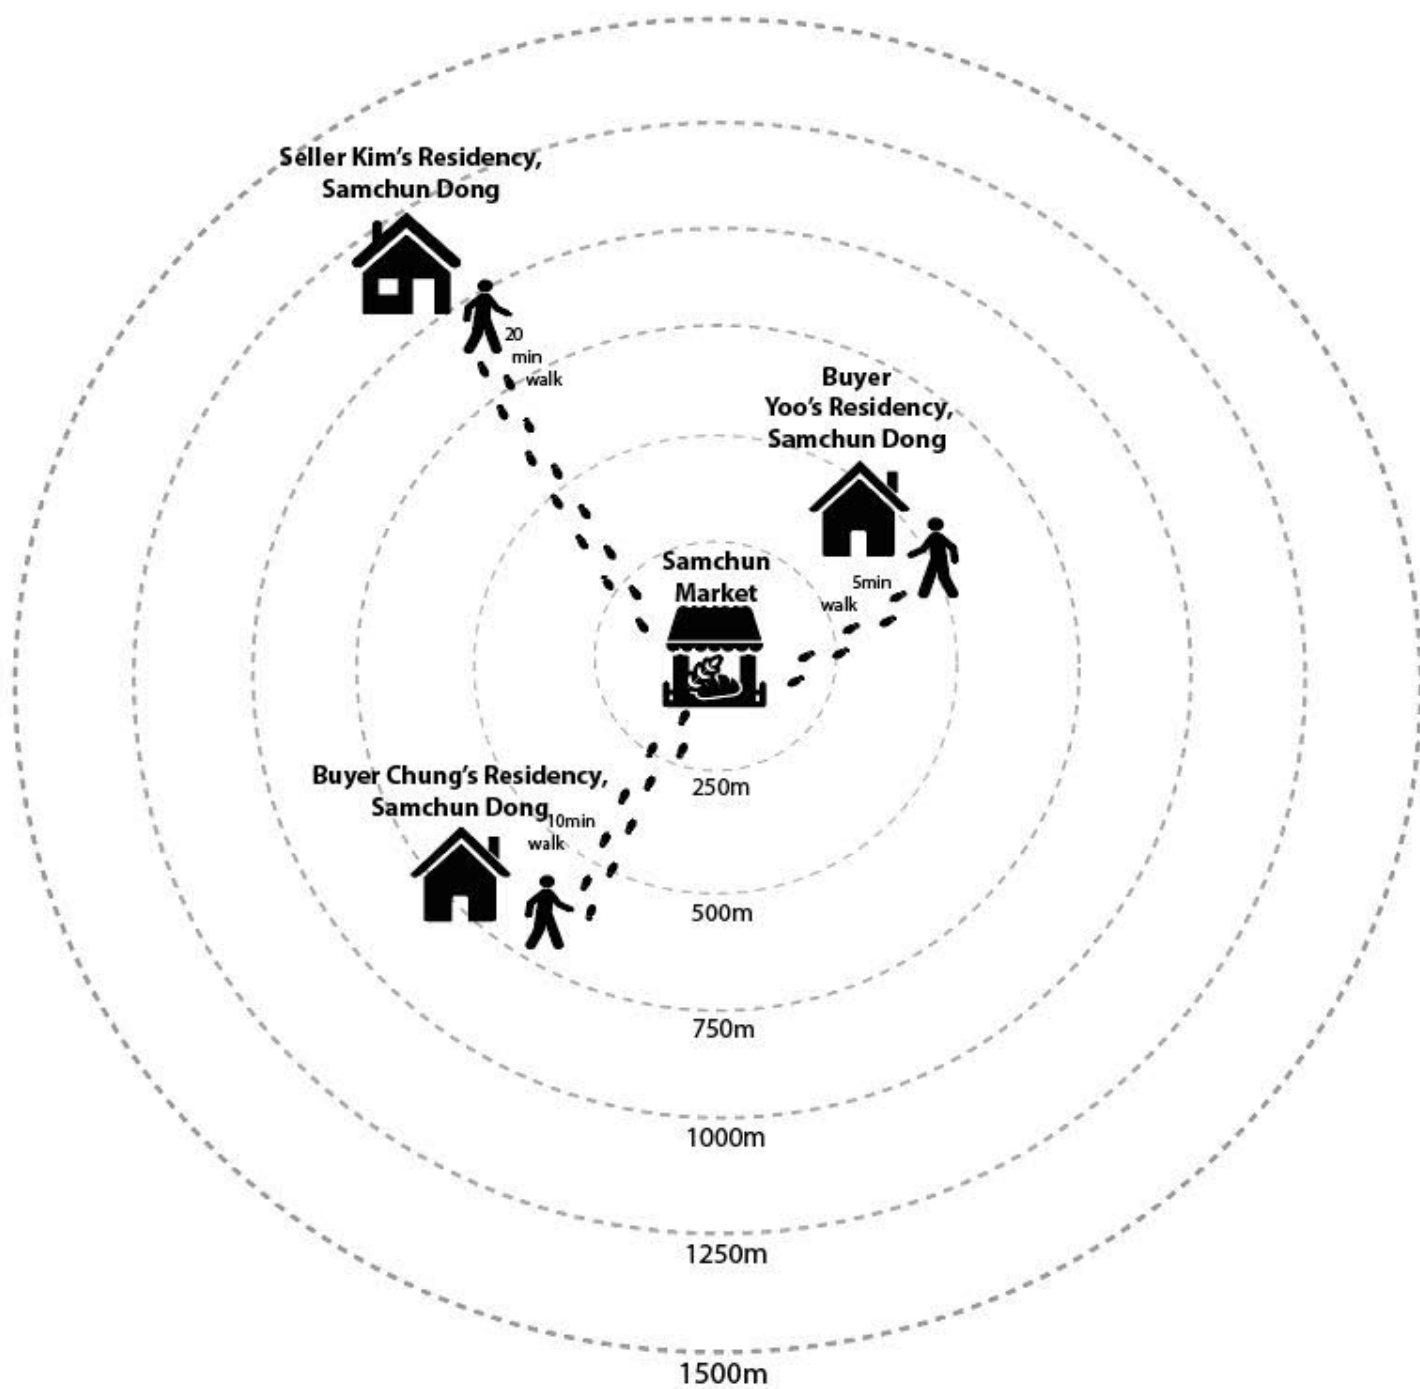 Seller Kim's Residency,
Samchun Dong
20
min
walk
Buyer
Yoo's Residency,
Samchun Dong
Samchun
Market
5min
walk
Buyer Chung's Residency,
Samchun Dong
10min
walk
250m
500m
750m
1000m
1250m
1500m